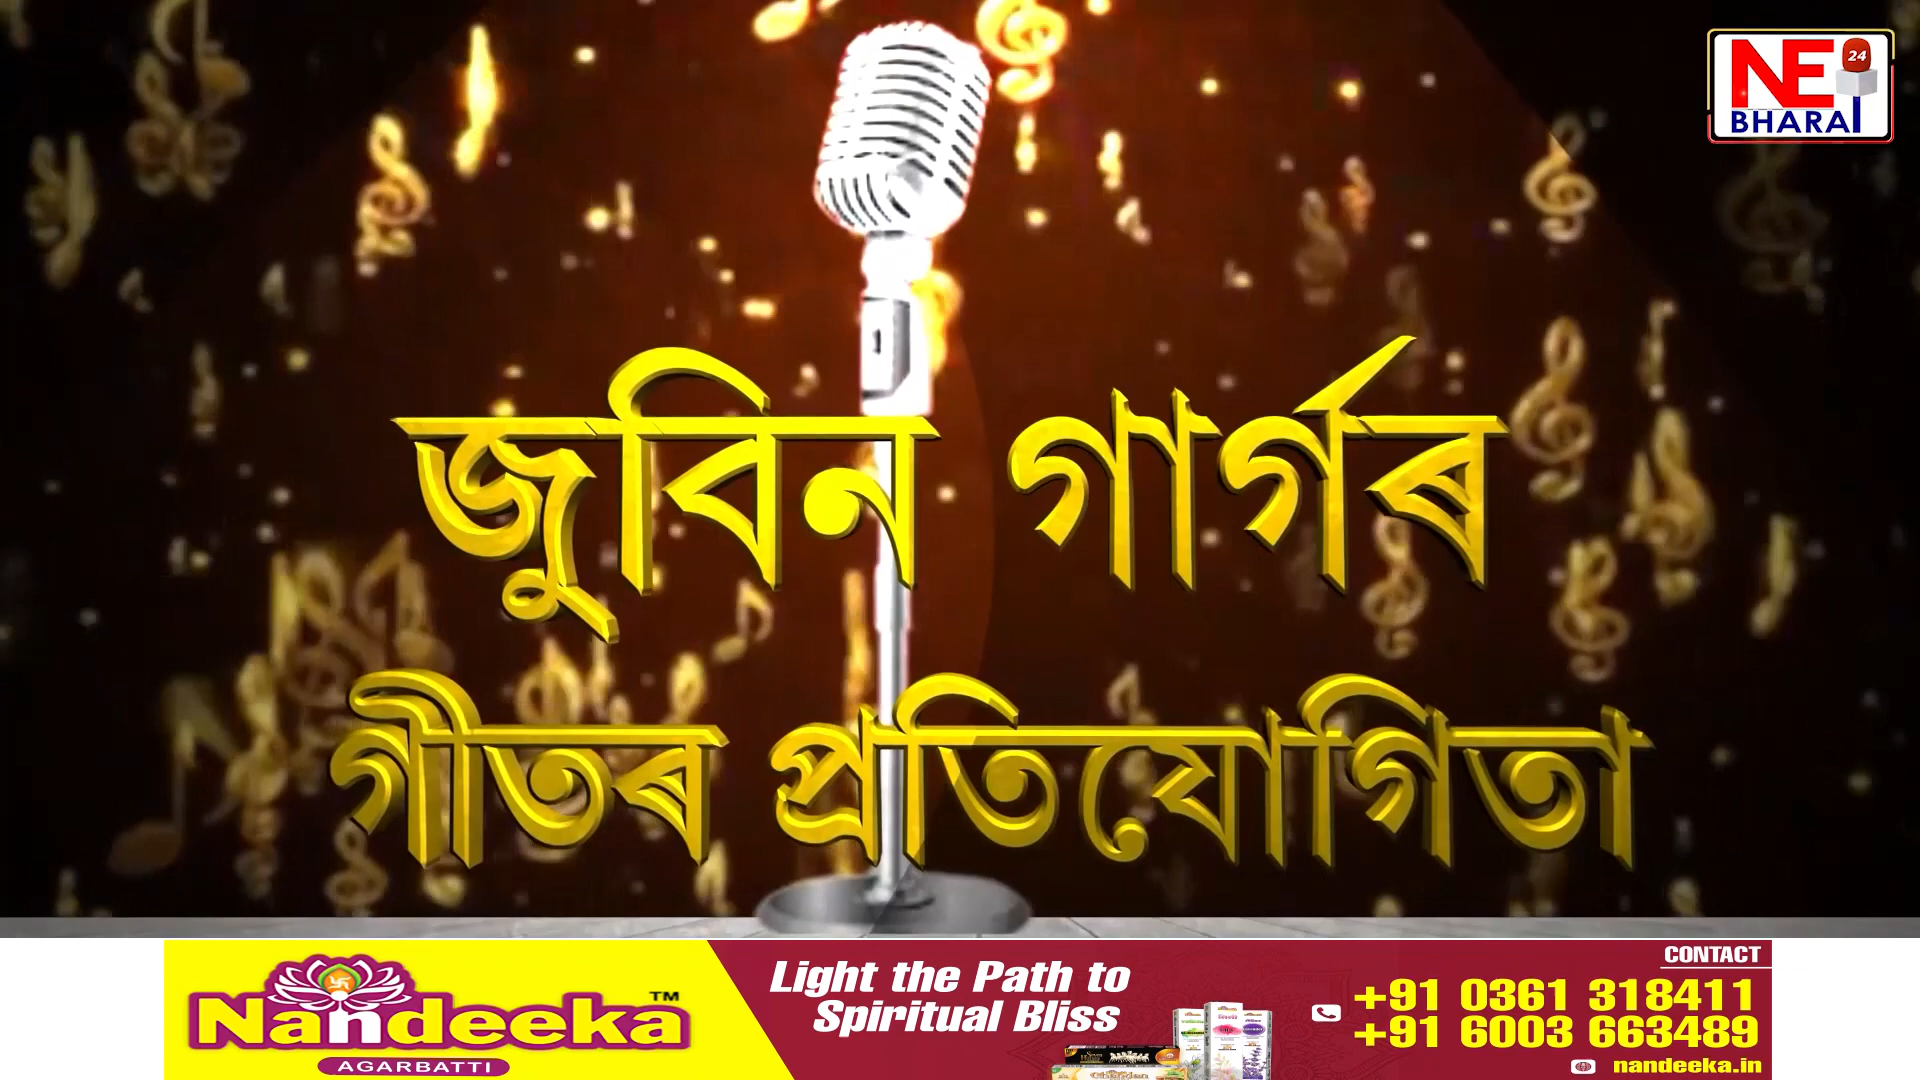 NE 24
BHARAT
জুবিন গাৰ্গৰ
গীতৰ প্ৰতিযোগিতা
Nandeeka™
AGARBATTI
Light the Path to
Spiritual Bliss
CONTACT
+91 0361 318411
+91 6003 663489
nandeeka.in